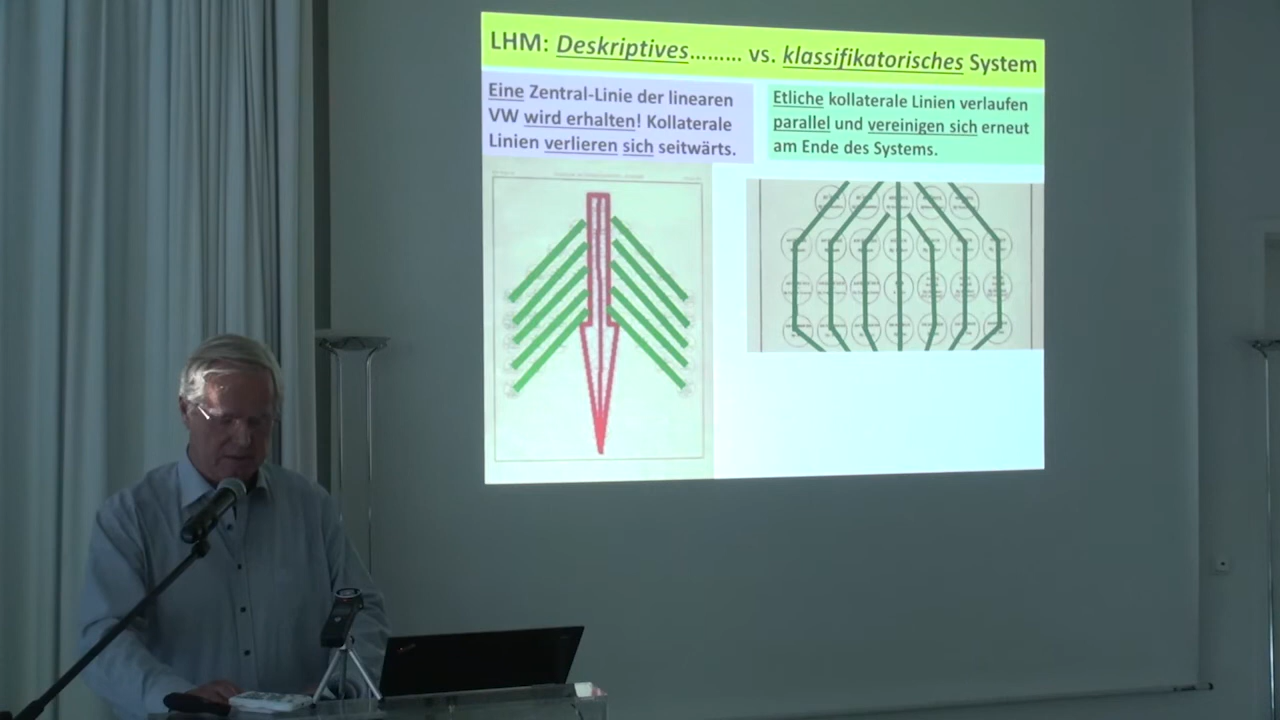 LHM: Deskriptives......... vs. klassifikatorisches System
Eine Zentral-Linie der linearen
VW wird erhalten! Kollaterale
Linien verlieren sich seitwärts.
Etliche kollaterale Linien verlaufen
parallel und vereinigen sich erneut
am Ende des Systems.